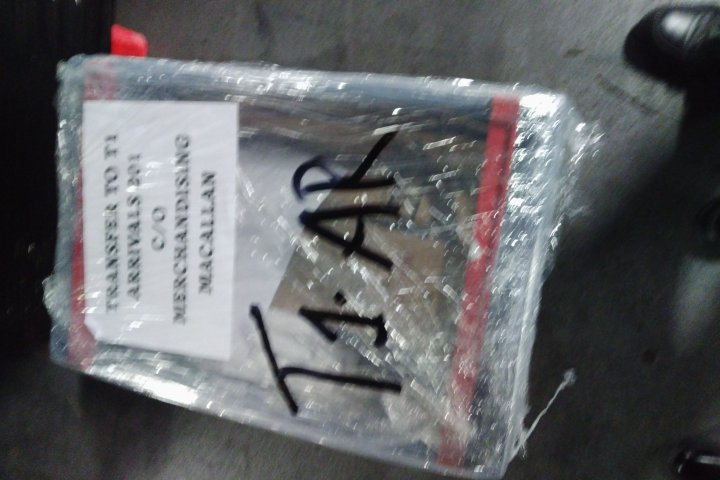 TRANSFER TO T1
ARRIVALS 201
C/O
MERCHANDISING
MACALLAN
T1. AR